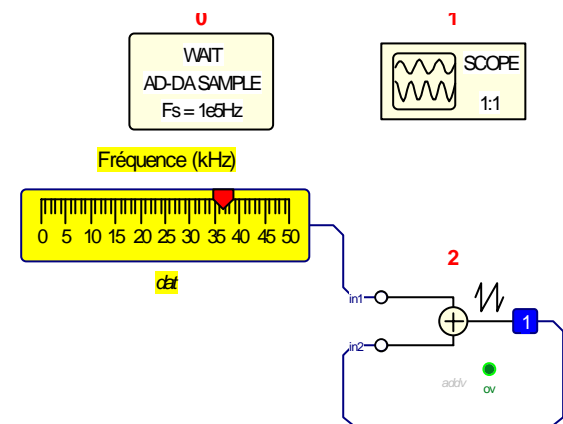 0
1
WAIT
AD-DA SAMPLE
Fs = 1e5Hz
SCOPE
1:1
Fréquence (kHz)
0 5 10 15 20 25 30 35 40 45 50
dat
2
in1
1
in2
addv
ov